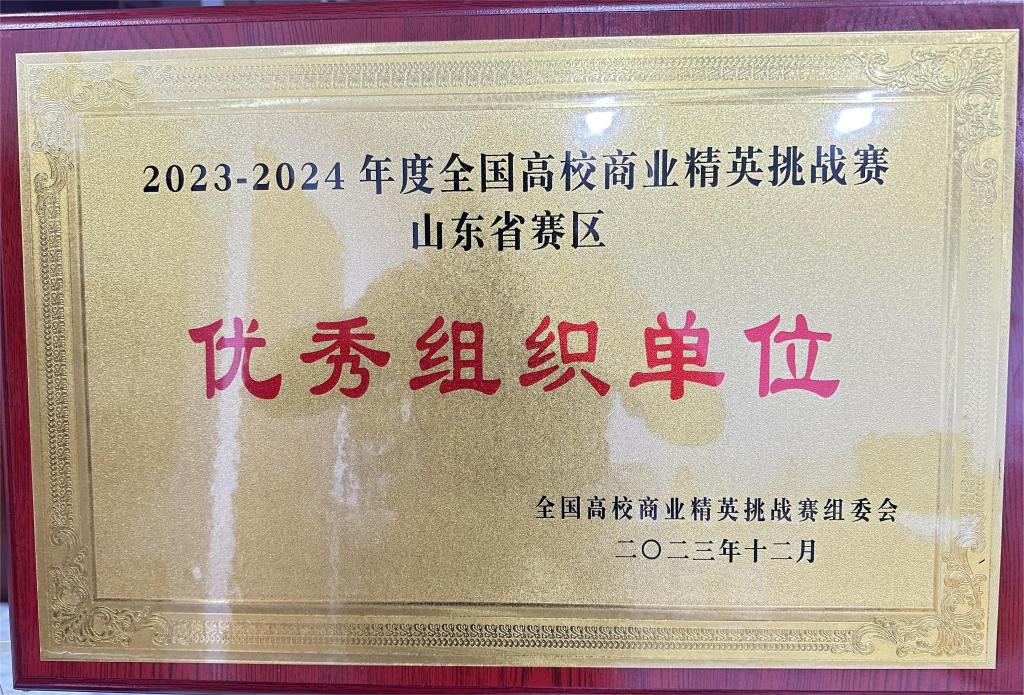 2023-2024 年度全国高校商业精英挑战赛
山东省赛区
优秀组织单位
全国高校商业精英挑战赛组委会
二〇二三年十二月